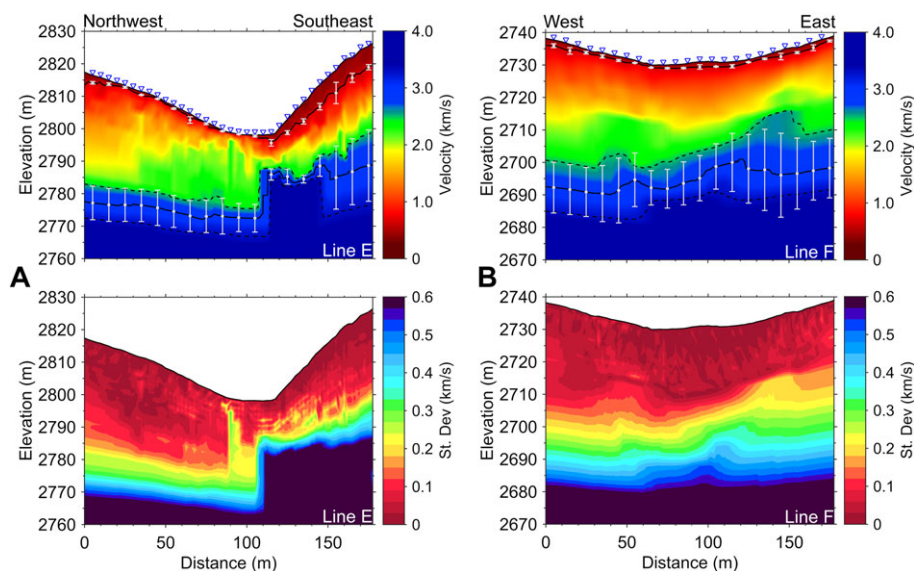 Northwest Southeast
2830
2820
2810
2800
2790
2780
2770
2760
Elevation (m)
Line E
4.0
3.0
2.0
1.0
0
Velocity (km/s)
West East
2740
2730
2720
2710
2700
2690
2680
2670
Elevation (m)
Line F
4.0
3.0
2.0
1.0
0
Velocity (km/s)
A
2830
2820
2810
2800
2790
2780
2770
2760
Elevation (m)
Line E
0 50 100 150
Distance (m)
0.6
0.5
0.4
0.3
0.2
0.1
0
St. Dev (km/s)
B
2740
2730
2720
2710
2700
2690
2680
2670
Elevation (m)
Line F
0 50 100 150
Distance (m)
0.6
0.5
0.4
0.3
0.2
0.1
0
St. Dev (km/s)